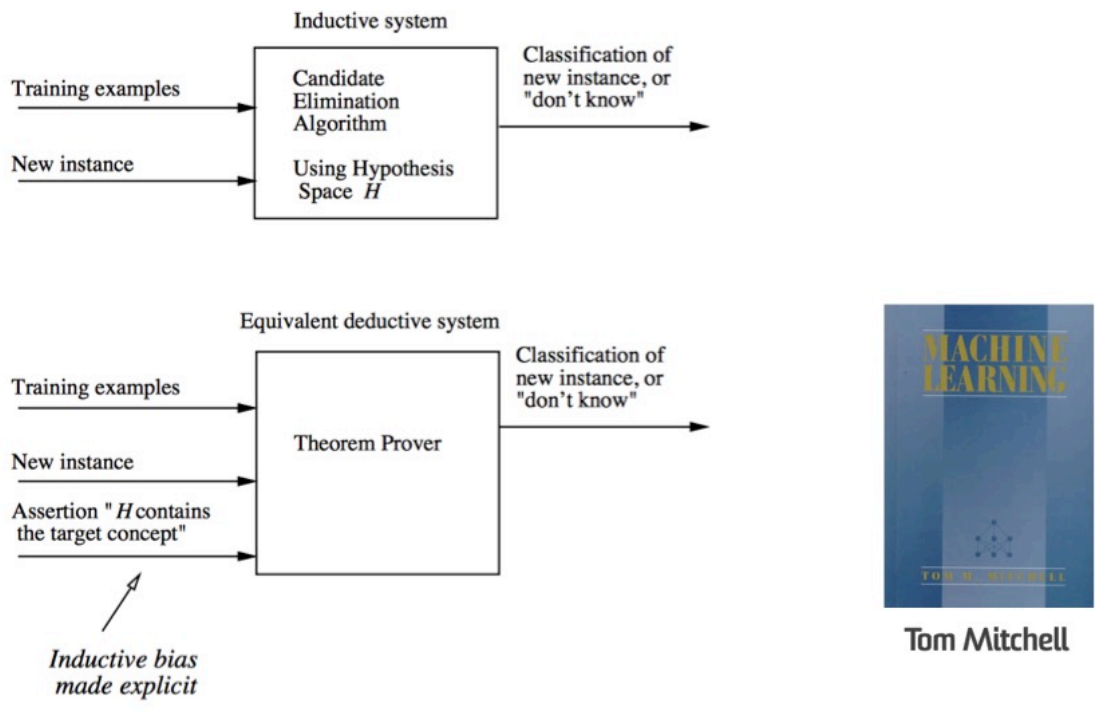 Inductive system
Training examples
New instance
Candidate
Elimination
Algorithm
Using Hypothesis
Space H
Classification of
new instance, or
"don't know"
Equivalent deductive system
Training examples
New instance
Assertion " H contains
the target concept"
Theorem Prover
Classification of
new instance, or
"don't know"
Inductive bias
made explicit
MACHINE
LEARNING
TOM M. MITCHELL
Tom Mitchell